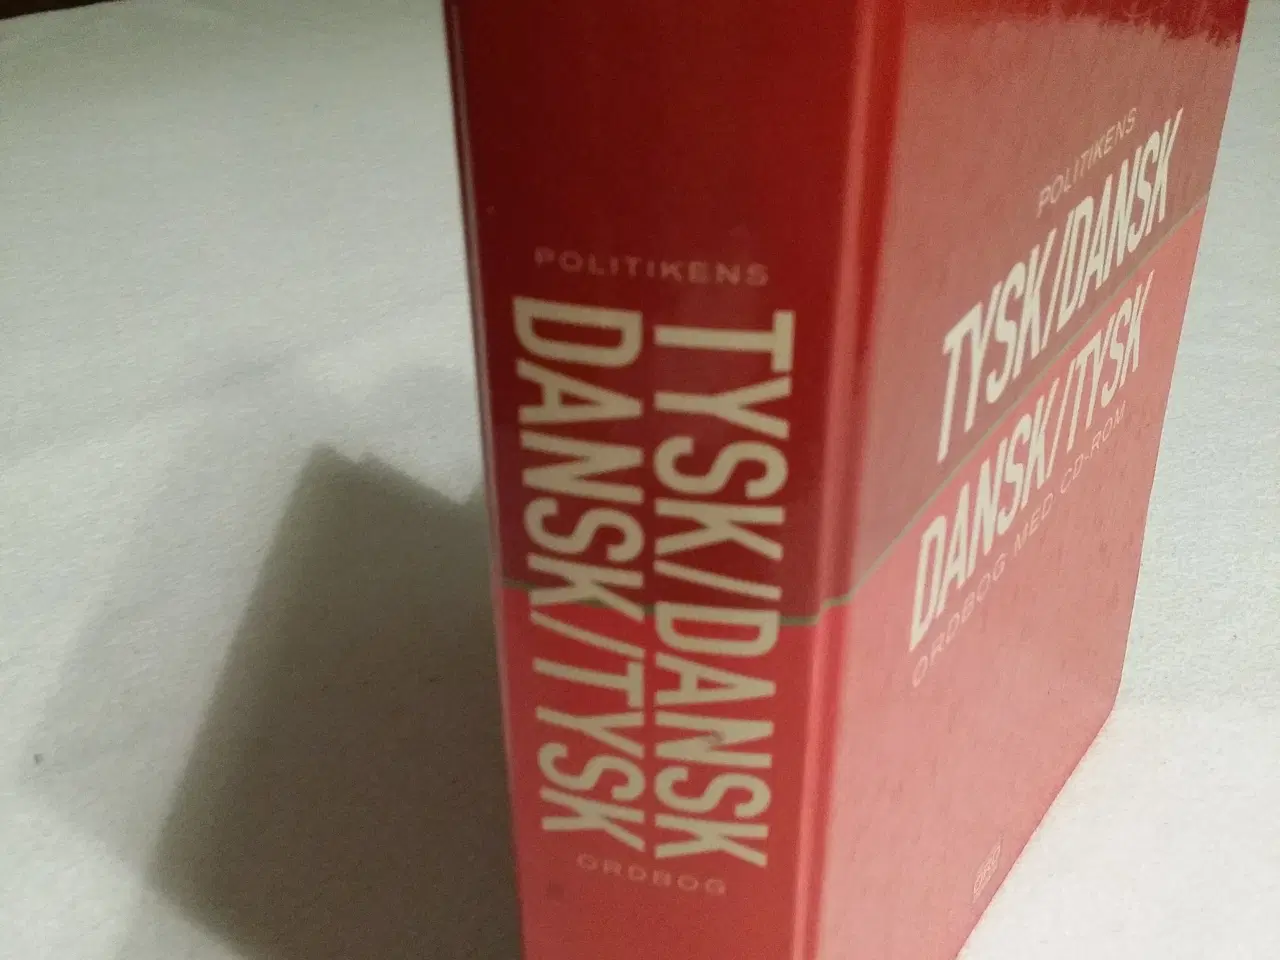 POLITIKENS
TYSK/DANSK
DANSK/TYSK
ORDBOG
POLITIKENS
TYSK/DANSK
DANSK/TYSK
ORDBOG MED CD-ROM